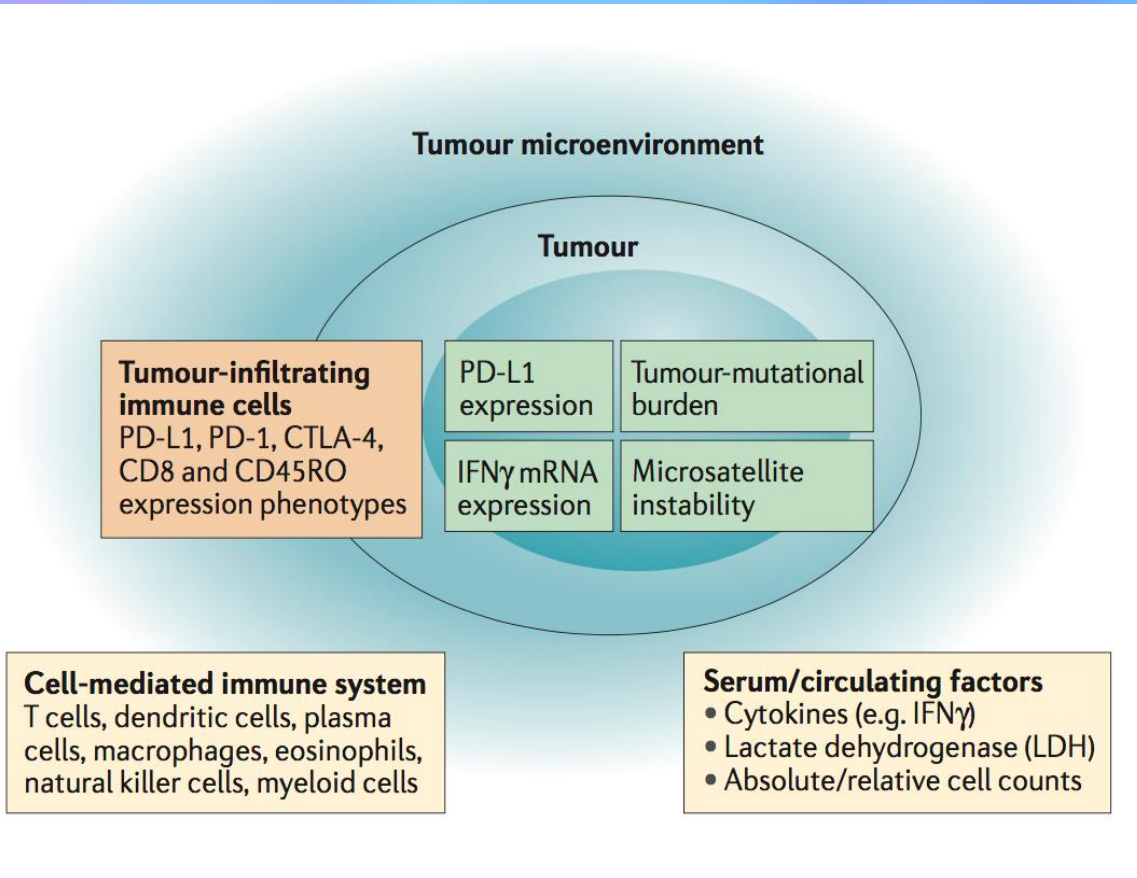 Tumour microenvironment
Tumour
Tumour-infiltrating
immune cells
PD-L1, PD-1, CTLA-4,
CD8 and CD45RO
expression phenotypes
PD-L1
expression
Tumour-mutational
burden
IFNγ mRNA
expression
Microsatellite
instability
Cell-mediated immune system
T cells, dendritic cells, plasma
cells, macrophages, eosinophils,
natural killer cells, myeloid cells
Serum/circulating factors
• Cytokines (e.g. IFNγ)
• Lactate dehydrogenase (LDH)
• Absolute/relative cell counts